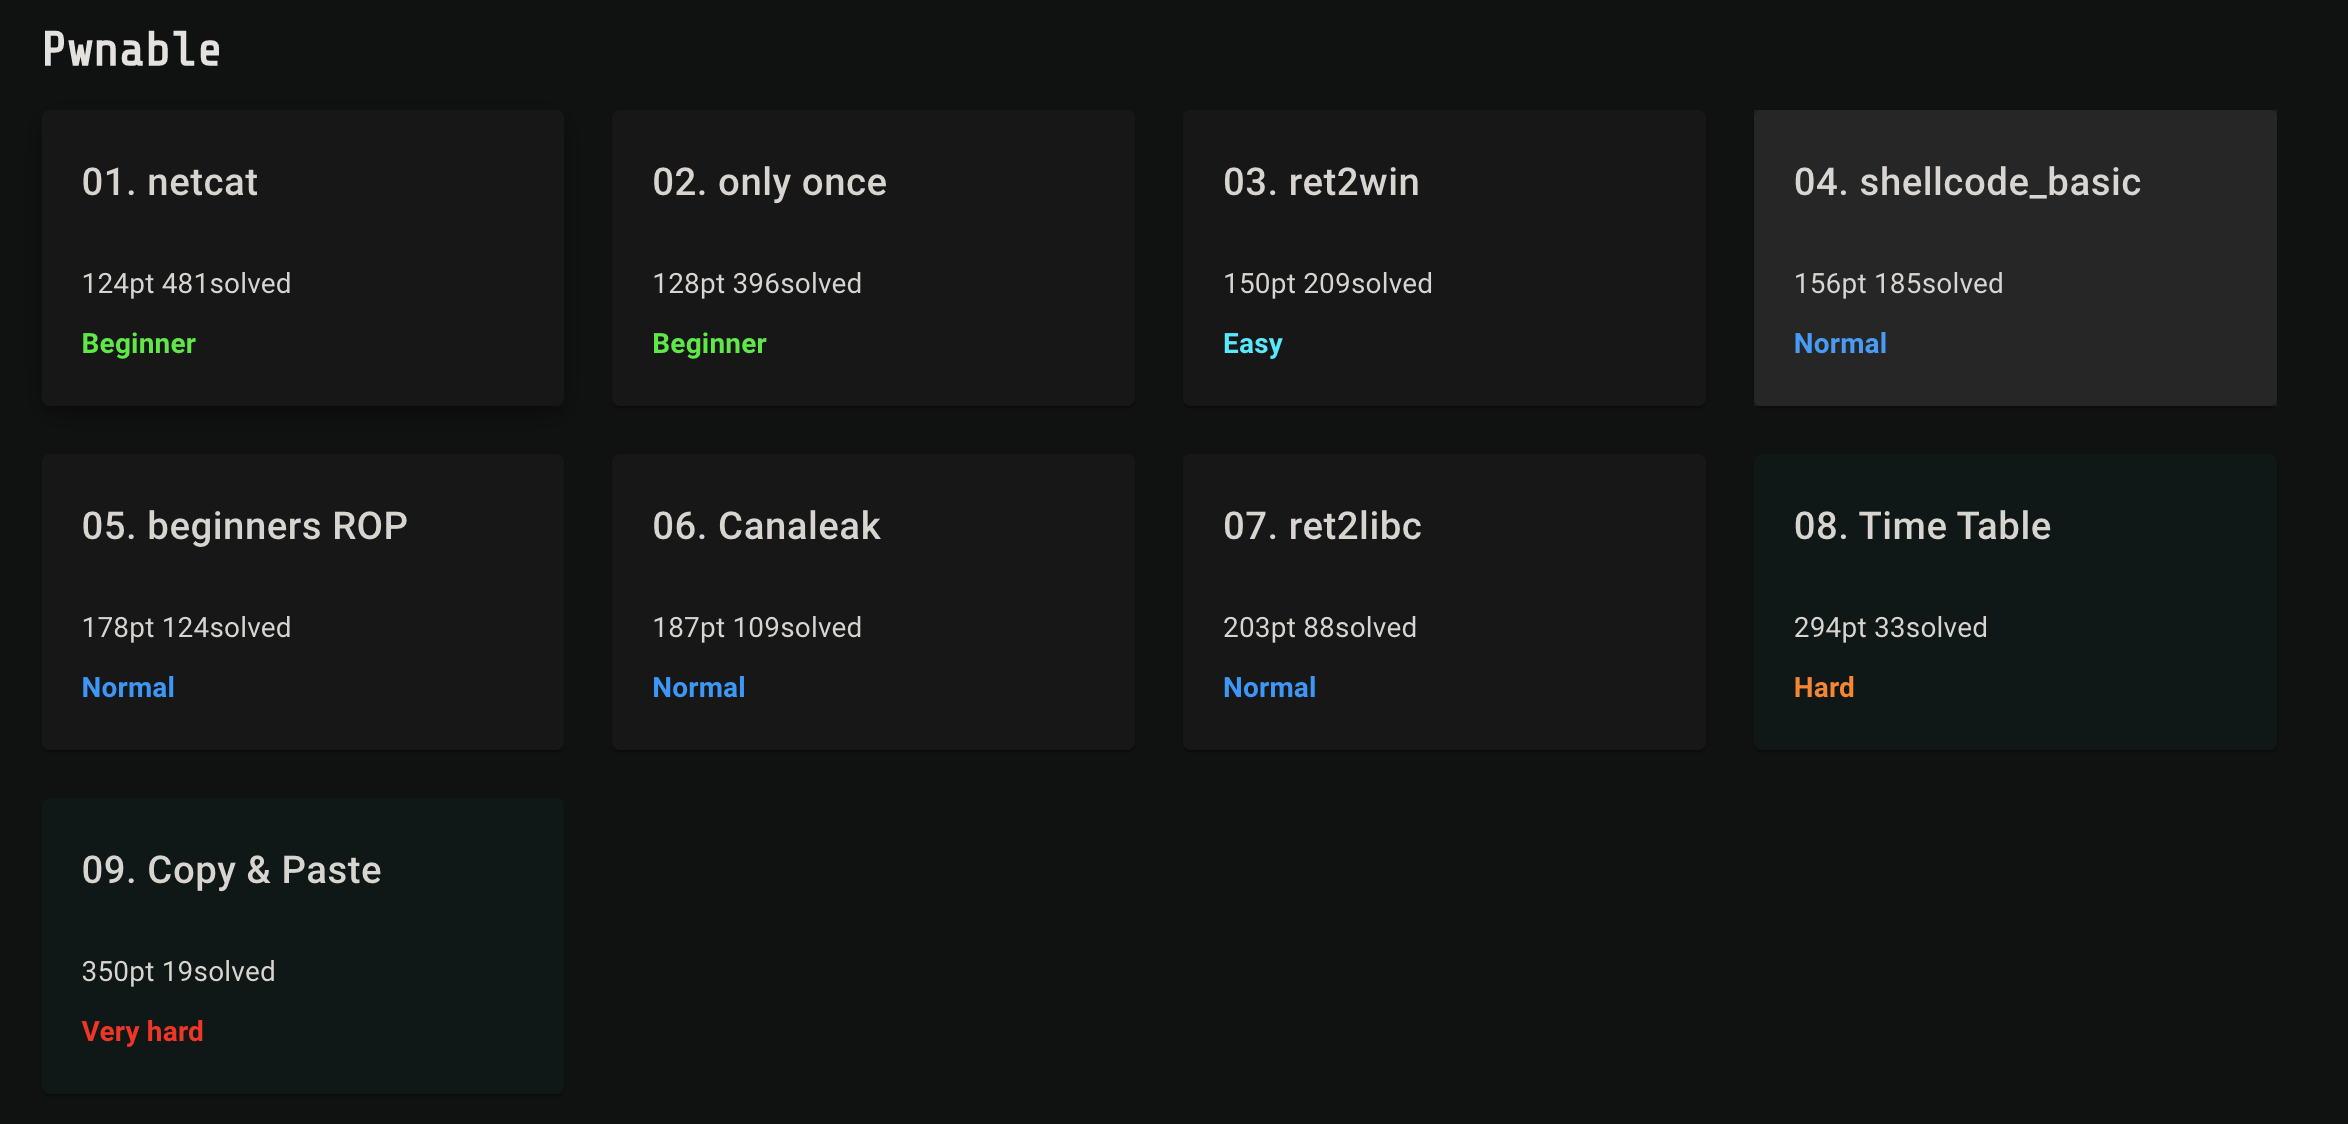 Pwnable
01. netcat
124pt 481solved
Beginner
02. only once
128pt 396solved
Beginner
03. ret2win
150pt 209solved
Easy
04. shellcode_basic
156pt 185solved
Normal
05. beginners ROP
178pt 124solved
Normal
06. Canaleak
187pt 109solved
Normal
07. ret2libc
203pt 88solved
Normal
08. Time Table
294pt 33solved
Hard
09. Copy & Paste
350pt 19solved
Very hard